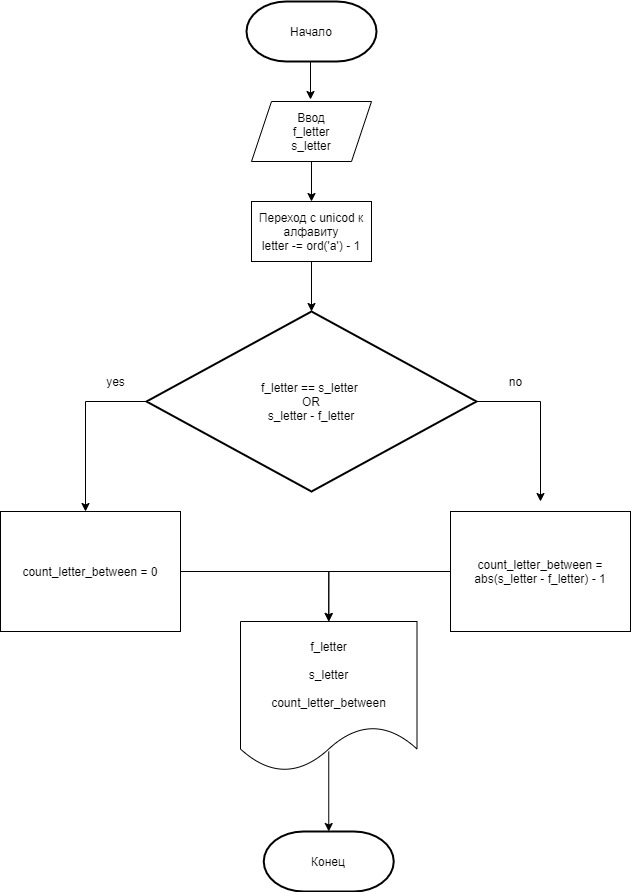 Начало
Ввод
f_letter
s_letter
Переход с unicod к
алфавиту
letter -= ord('a') - 1
f_letter == s_letter
OR
s_letter - f_letter
yes
no
count_letter_between = 0
count_letter_between =
abs(s_letter - f_letter) - 1
f_letter
s_letter
count_letter_between
Конец